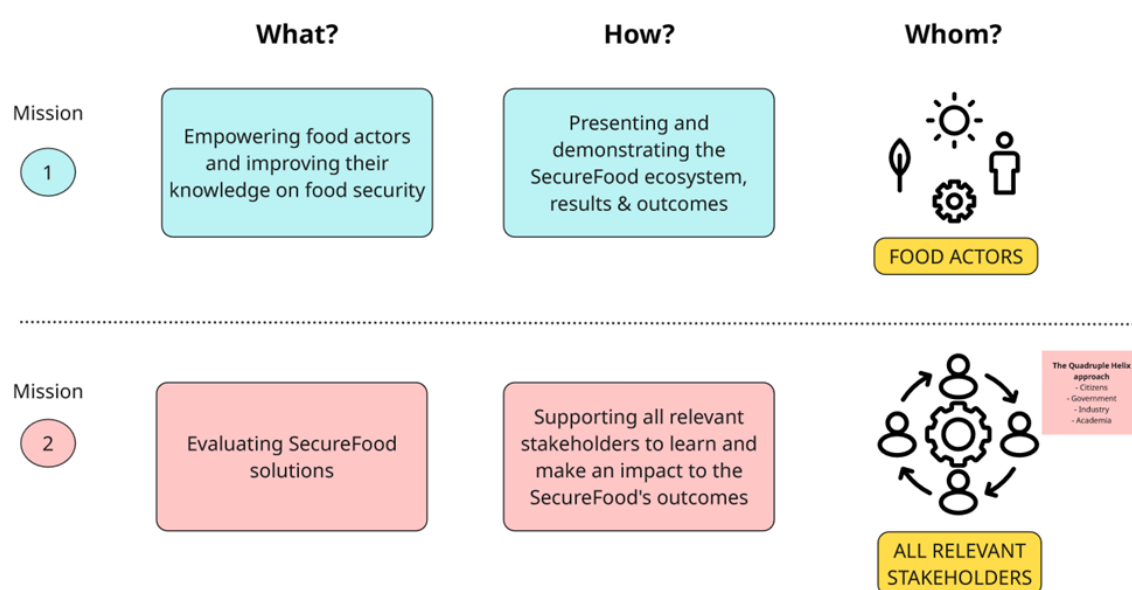 What?
How?
Whom?
Mission
1
Empowering food actors
and improving their
knowledge on food security
Presenting and
demonstrating the
SecureFood ecosystem,
results & outcomes
FOOD ACTORS
Mission
2
Evaluating SecureFood
solutions
Supporting all relevant
stakeholders to learn and
make an impact to the
SecureFood's outcomes
The Quadruple Helix
approach
- Citizens
- Government
- Industry
- Academia
ALL RELEVANT
STAKEHOLDERS